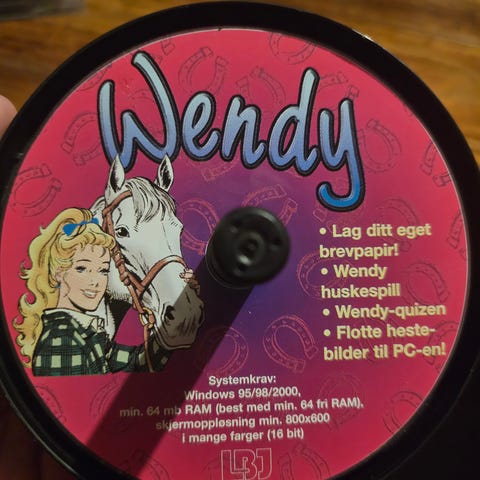 Wendy
• Lag ditt eget
brevpapir!
• Wendy
huskespill
• Wendy-quizen
• Flotte heste-
bilder til PC-en!
Systemkrav:
Windows 95/98/2000,
min. 64 mb RAM (best med min. 64 fri RAM),
skjermoppløsning min. 800x600
i mange farger (16 bit)
LBJ